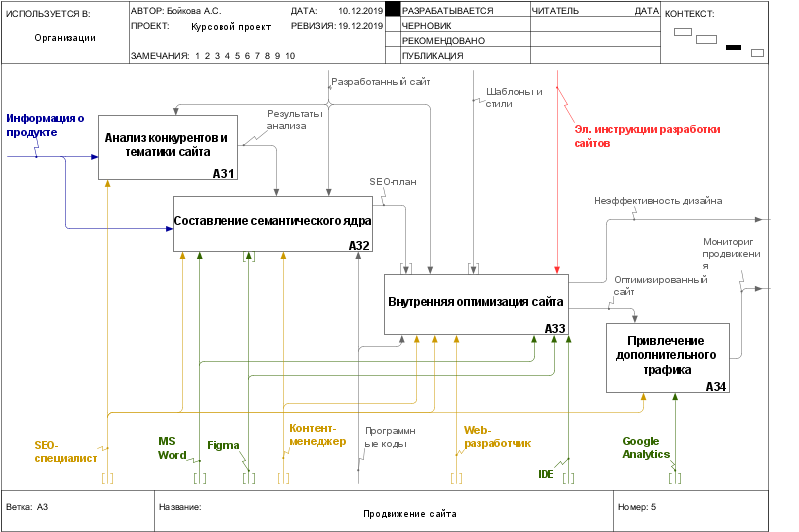 ИСПОЛЬЗУЕТСЯ В:
Организации
АВТОР: Бойкова А.С.
ДАТА: 10.12.2019
ПРОЕКТ: Курсовой проект
РЕВИЗИЯ: 19.12.2019
ЗАМЕЧАНИЯ: 1 2 3 4 5 6 7 8 9 10
РАЗРАБАТЫВАЕТСЯ
ЧЕРНОВИК
РЕКОМЕНДОВАНО
ПУБЛИКАЦИЯ
ЧИТАТЕЛЬ
ДАТА
КОНТЕКСТ:
Разработанный сайт
Шаблоны и
стили
Информация о
продукте
Результаты
анализа
Эл. инструкции разработки
сайтов
Анализ конкурентов и
тематики сайта
A31
SEO-план
Составление семантического ядра
A32
Неэффективность дизайна
Мониториг
продвижени
я
Оптимизированный
сайт
Внутренняя оптимизация сайта
A33
Привлечение
дополнительного
трафика
A34
SEO-
специалист
MS
Word
Figma
Контент-
менеджер
Программн
ые коды
Web-
разработчик
IDE
Google
Analytics
Ветка: A3
Название:
Продвижение сайта
Номер: 5